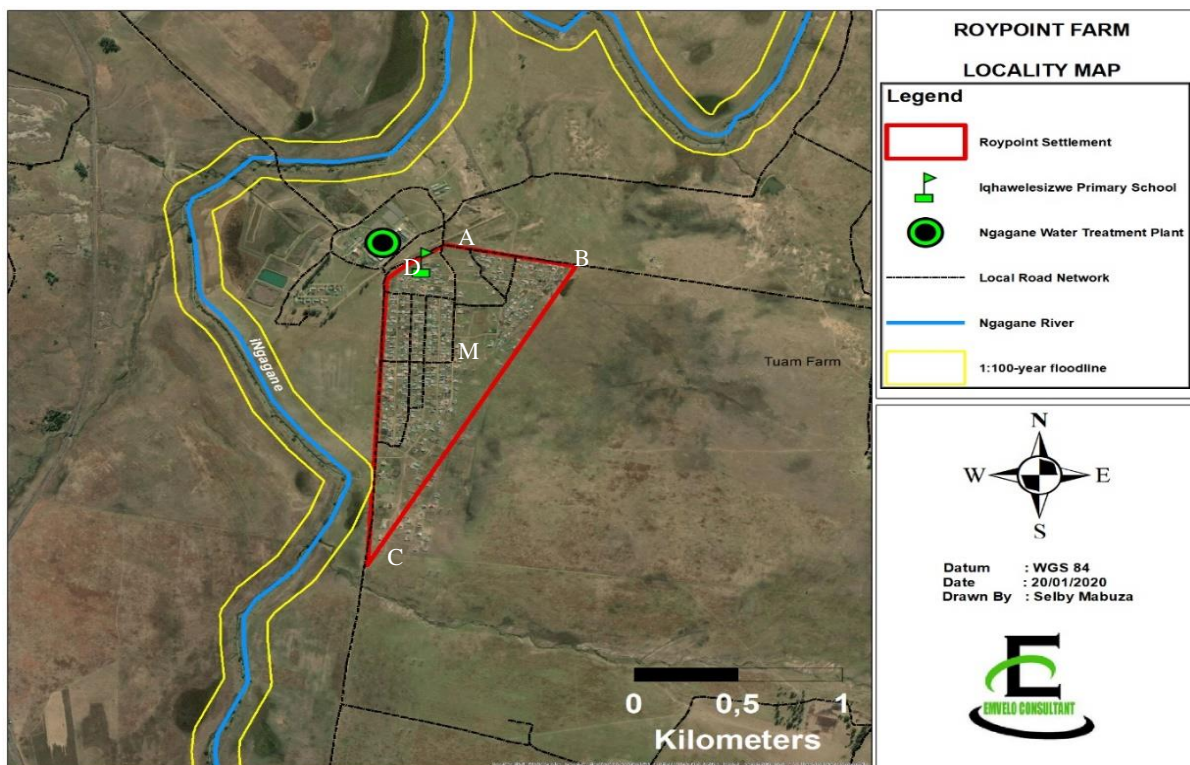 A
B
D
M
C
iNgagane
Tuam Farm
0 0,5 1
Kilometers
ROYPOINT FARM
LOCALITY MAP
Legend
Roypoint Settlement
Iqhawelesizwe Primary School
Ngagane Water Treatment Plant
Local Road Network
Ngagane River
1:100-year floodline
N
W E
S
Datum : WGS 84
Date : 20/01/2020
Drawn By : Selby Mabuza
E
EMVELO CONSULTANT